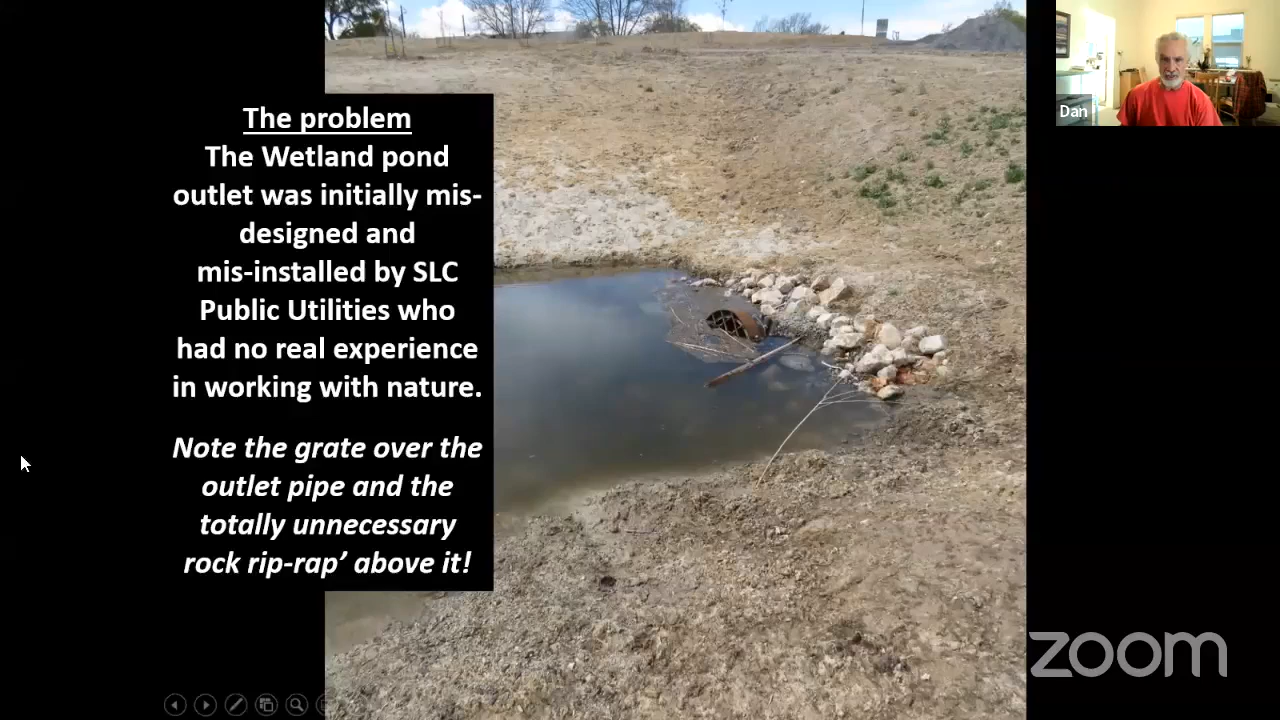 The problem
The Wetland pond
outlet was initially mis-
designed and
mis-installed by SLC
Public Utilities who
had no real experience
in working with nature.
Note the grate over the
outlet pipe and the
totally unnecessary
rock rip-rap’ above it!
Dan
zoom